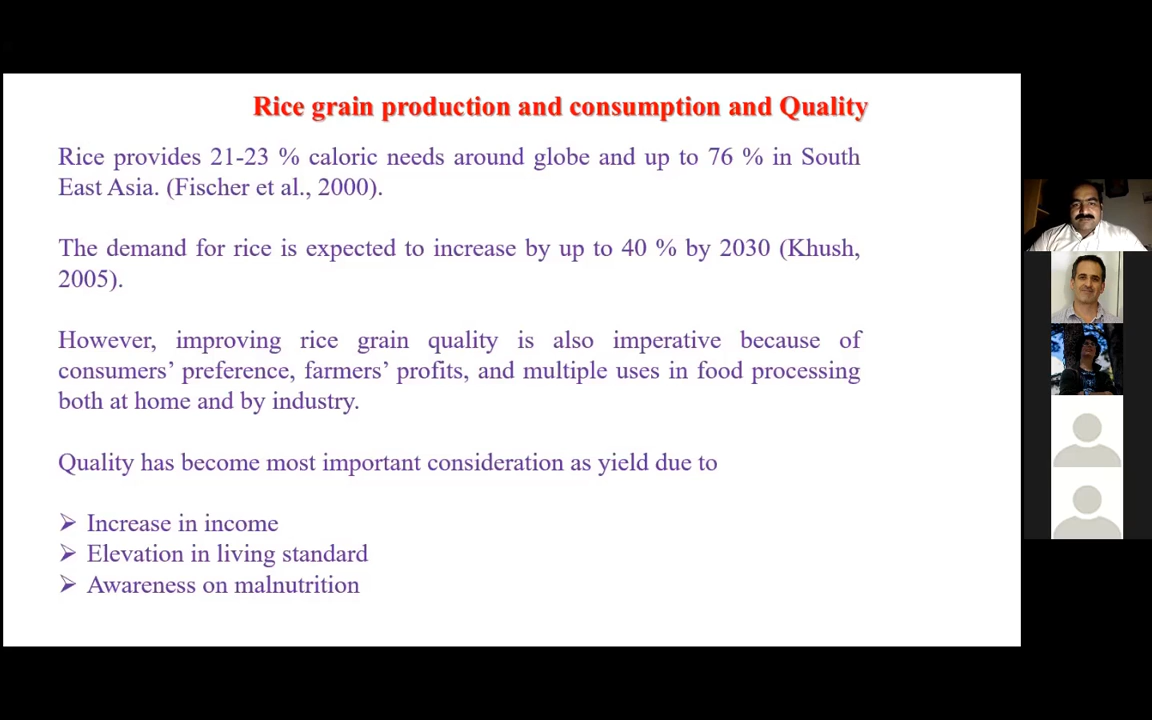 Rice grain production and consumption and Quality
Rice provides 21-23 % caloric needs around globe and up to 76 % in South
East Asia. (Fischer et al., 2000).
The demand for rice is expected to increase by up to 40 % by 2030 (Khush,
2005).
However, improving rice grain quality is also imperative because of
consumers’ preference, farmers’ profits, and multiple uses in food processing
both at home and by industry.
Quality has become most important consideration as yield due to
➢ Increase in income
➢ Elevation in living standard
➢ Awareness on malnutrition